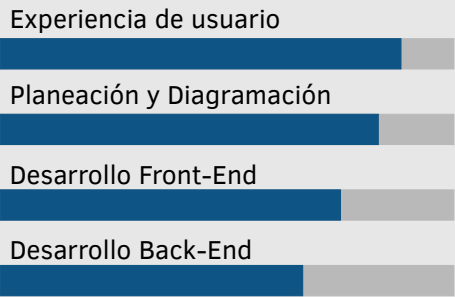 Experiencia de usuario
Planeación y Diagramación
Desarrollo Front-End
Desarrollo Back-End